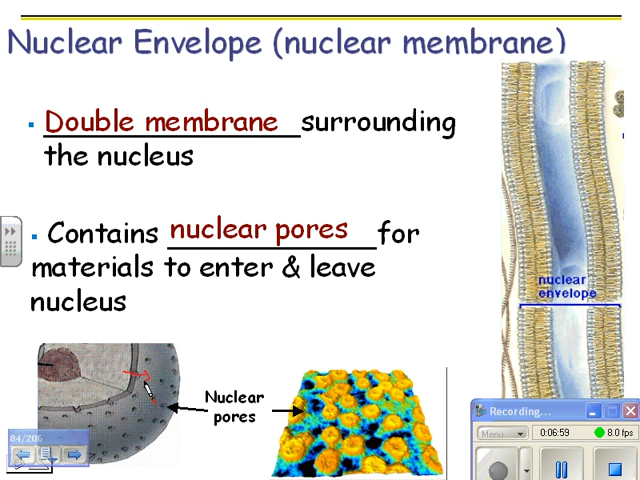 Nuclear Envelope (nuclear membrane)
Double membrane surrounding
the nucleus
Contains nuclear pores for
materials to enter & leave
nucleus
nuclear
envelope
Nuclear
pores
84/206
Recording...
Menu
0:06:59
8.0 fps